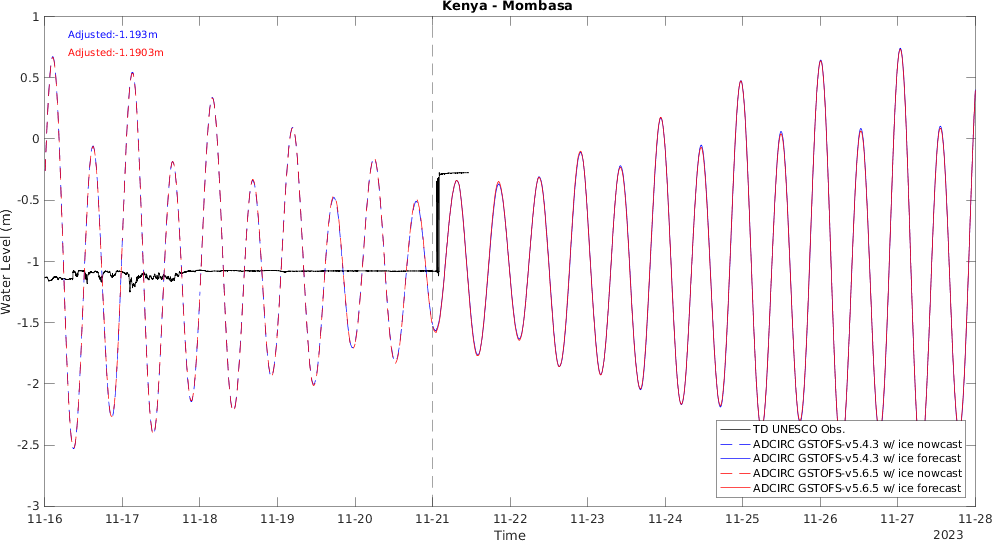 Kenya - Mombasa
Adjusted:-1.193m
Adjusted:-1.1903m
Water Level (m)
1
0.5
0
-0.5
-1
-1.5
-2
-2.5
-3
TD UNESCO Obs.
ADCIRC GSTOFS-v5.4.3 w/ ice nowcast
ADCIRC GSTOFS-v5.4.3 w/ ice forecast
ADCIRC GSTOFS-v5.6.5 w/ ice nowcast
ADCIRC GSTOFS-v5.6.5 w/ ice forecast
11-16 11-17 11-18 11-19 11-20 11-21 11-22 11-23 11-24 11-25 11-26 11-27 11-28
Time
2023